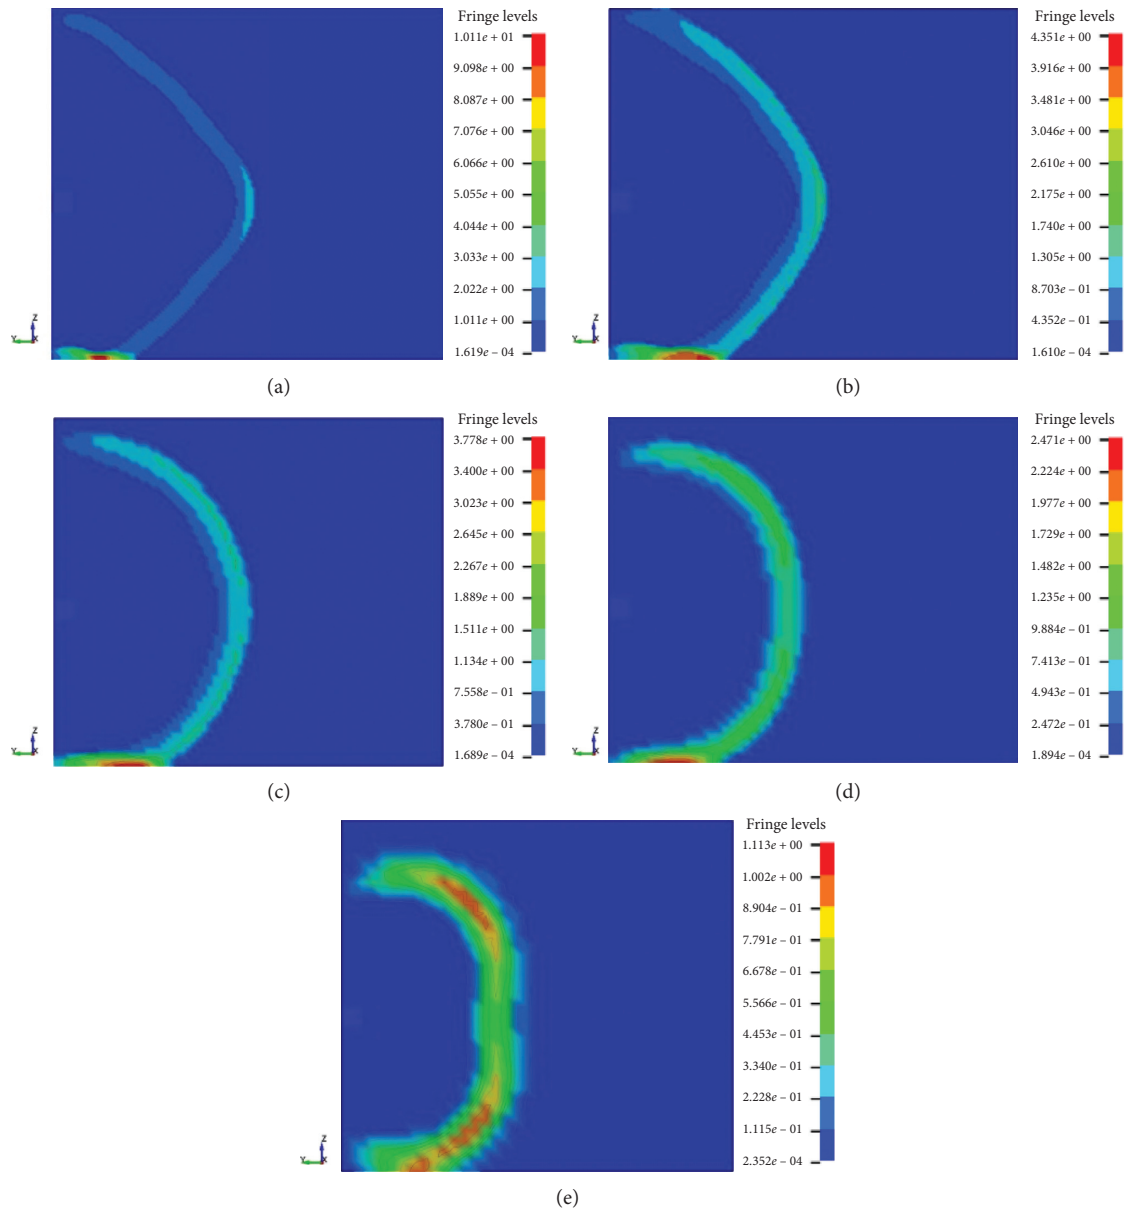 Fringe levels
1.011e + 01
9.098e + 00
8.087e + 00
7.076e + 00
6.066e + 00
5.055e + 00
4.044e + 00
3.033e + 00
2.022e + 00
1.011e + 00
1.619e – 04
Z
Y X
(a)
Fringe levels
4.351e + 00
3.916e + 00
3.481e + 00
3.046e + 00
2.610e + 00
2.175e + 00
1.740e + 00
1.305e + 00
8.703e – 01
4.352e – 01
1.610e – 04
Z
Y X
(b)
Fringe levels
3.778e + 00
3.400e + 00
3.023e + 00
2.645e + 00
2.267e + 00
1.889e + 00
1.511e + 00
1.134e + 00
7.558e – 01
3.780e – 01
1.689e – 04
Z
Y X
(c)
Fringe levels
2.471e + 00
2.224e + 00
1.977e + 00
1.729e + 00
1.482e + 00
1.235e + 00
9.884e – 01
7.413e – 01
4.943e – 01
2.472e – 01
1.894e – 04
Z
Y X
(d)
Fringe levels
1.113e + 00
1.002e + 00
8.904e – 01
7.791e – 01
6.678e – 01
5.566e – 01
4.453e – 01
3.340e – 01
2.228e – 01
1.115e – 01
2.352e – 04
Z
Y X
(e)